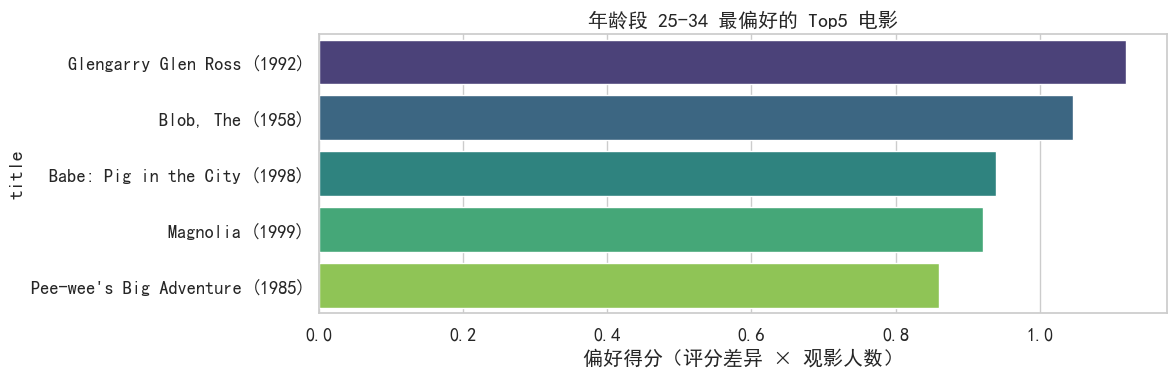 年龄段 25-34 最偏好的 Top5 电影
Glengarry Glen Ross (1992)
Blob, The (1958)
Babe: Pig in the City (1998)
Magnolia (1999)
Pee-wee's Big Adventure (1985)
title
0.0 0.2 0.4 0.6 0.8 1.0
偏好得分（评分差异 × 观影人数）